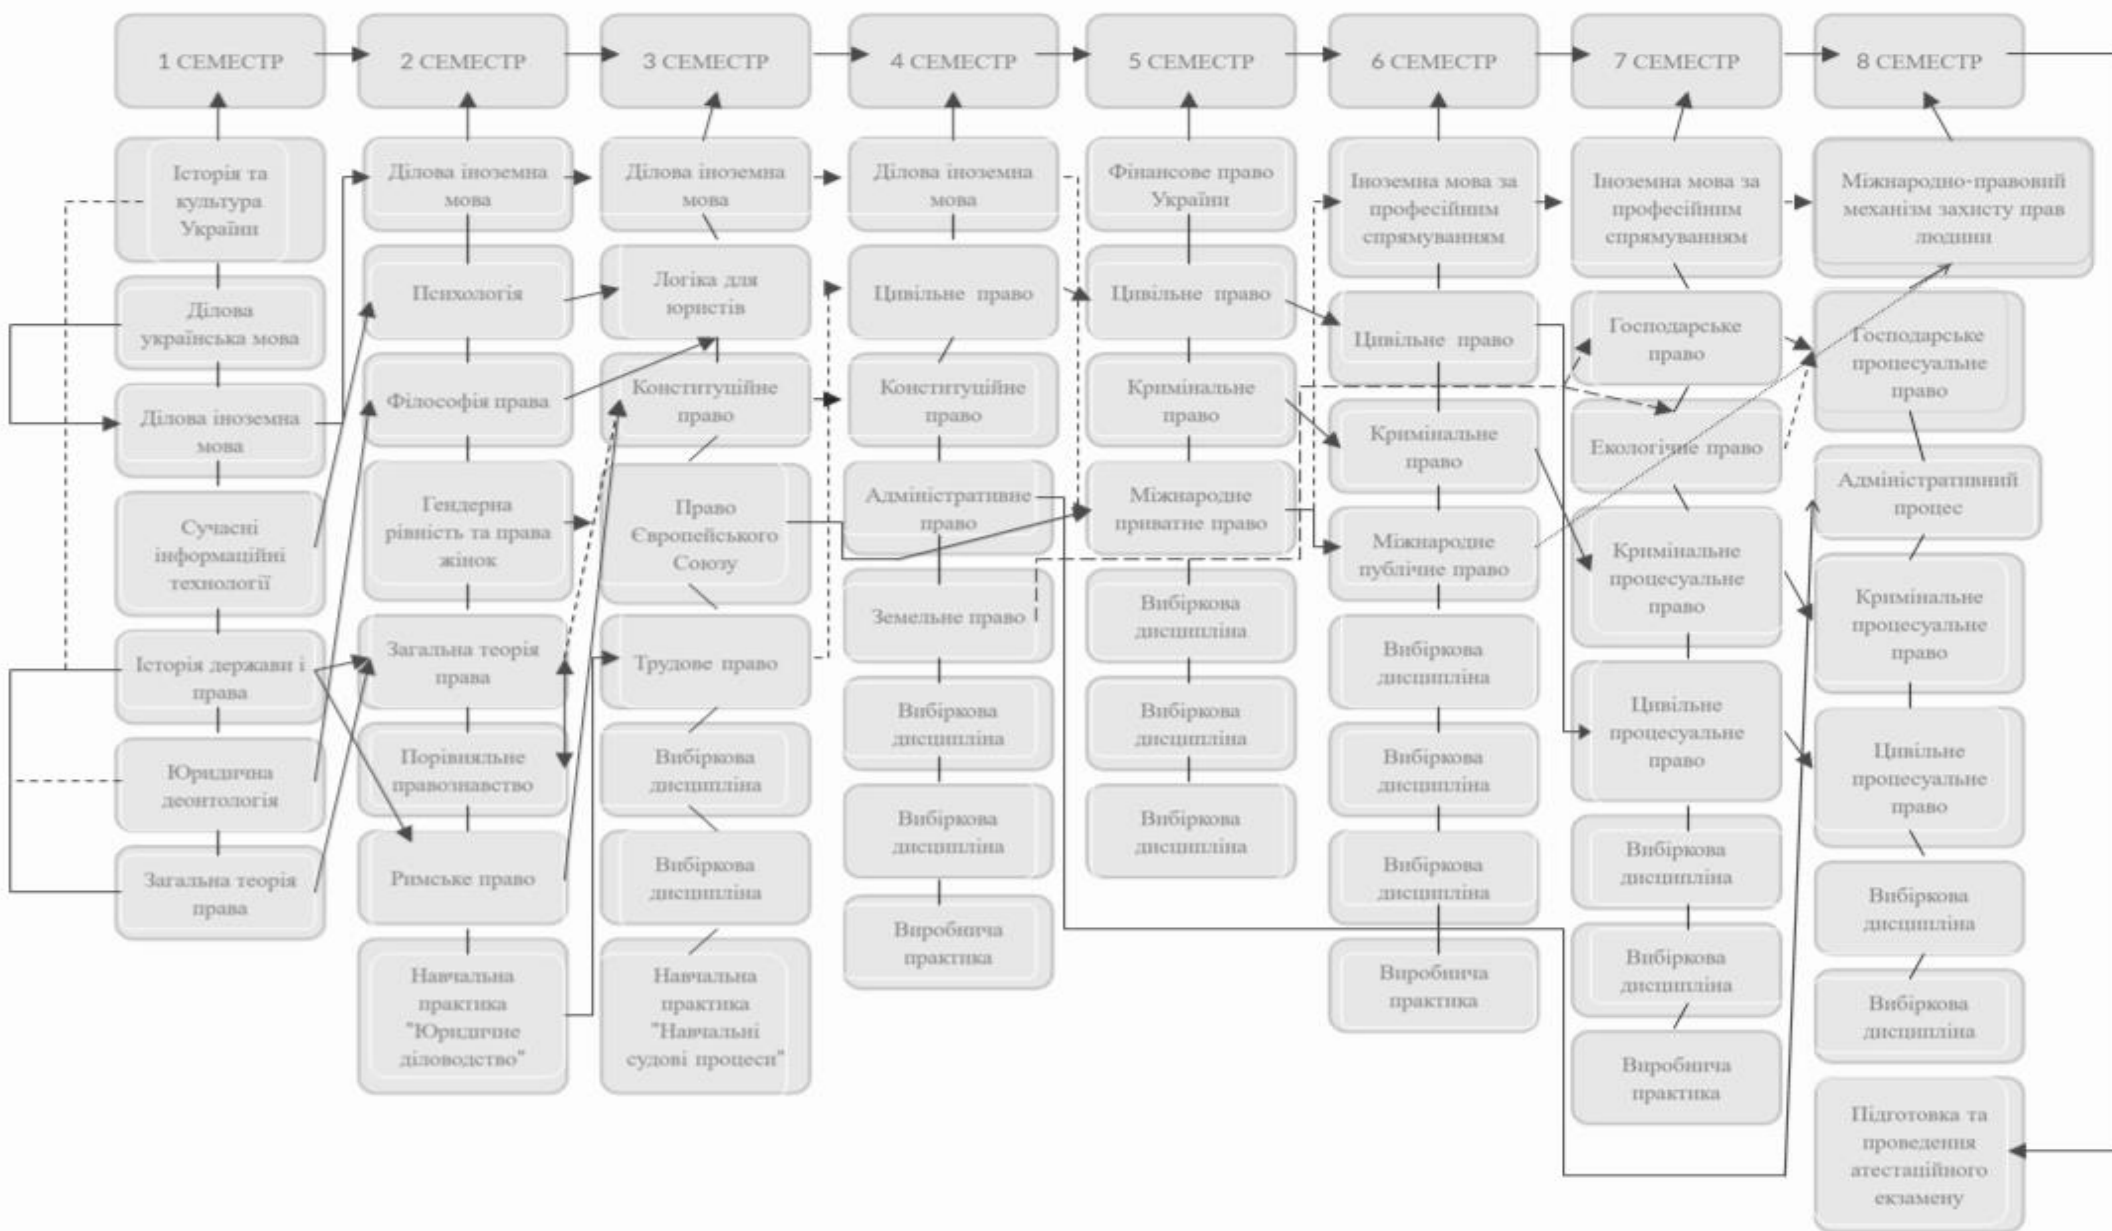 1 СЕМЕСТР
2 СЕМЕСТР
3 СЕМЕСТР
4 СЕМЕСТР
5 СЕМЕСТР
6 СЕМЕСТР
7 СЕМЕСТР
8 СЕМЕСТР
Історія та
культура
України
Ділова
українська мова
Ділова іноземна
мова
Сучасні
інформаційні
технології
Історія держави і
права
Юридична
деонтологія
Загальна теорія
права
Ділова іноземна
мова
Психологія
Філософія права
Гендерна
рівність та права
жінок
Загальна теорія
права
Порівняльне
правознавство
Римське право
Навчальна
практика
"Юридичне
діловодство"
Ділова іноземна
мова
Логіка для
юристів
Конституційне
право
Право
Європейського
Союзу
Трудове право
Вибіркова
дисципліна
Вибіркова
дисципліна
Навчальна
практика
"Навчальні
судові процеси"
Ділова іноземна
мова
Цивільне право
Конституційне
право
Адміністративне
право
Земельне право
Вибіркова
дисципліна
Вибіркова
дисципліна
Виробнича
практика
Фінансове право
України
Цивільне право
Кримінальне
право
Міжнародне
приватне право
Вибіркова
дисципліна
Вибіркова
дисципліна
Вибіркова
дисципліна
Іноземна мова за
професійним
спрямуванням
Цивільне право
Кримінальне
право
Міжнародне
публічне право
Вибіркова
дисципліна
Вибіркова
дисципліна
Вибіркова
дисципліна
Виробнича
практика
Іноземна мова за
професійним
спрямуванням
Господарське
право
Екологічне право
Кримінальне
процесуальне
право
Цивільне
процесуальне
право
Вибіркова
дисципліна
Вибіркова
дисципліна
Виробнича
практика
Міжнародно-правовий
механізм захисту прав
людини
Господарське
процесуальне
право
Адміністративний
процес
Кримінальне
процесуальне
право
Цивільне
процесуальне
право
Вибіркова
дисципліна
Вибіркова
дисципліна
Підготовка та
проведення
атестаційного
екзамену